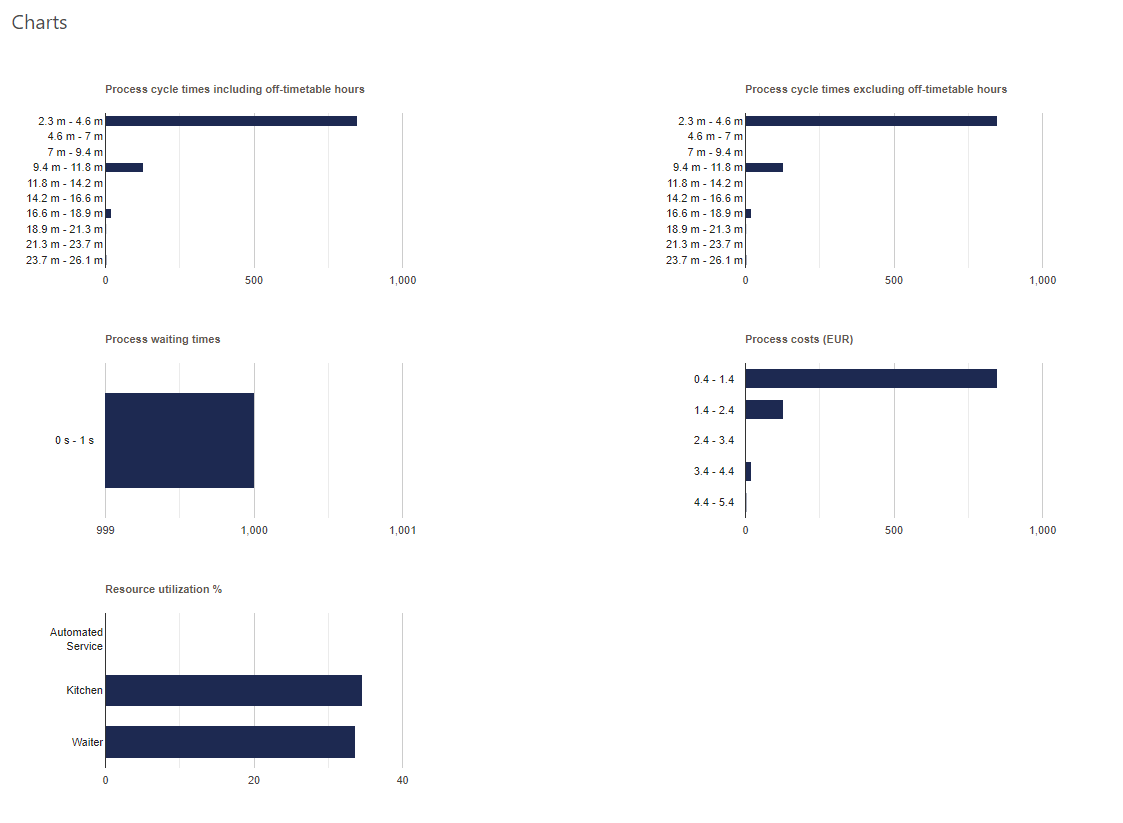 Charts
Process cycle times including off-timetable hours
2.3 m - 4.6 m
4.6 m - 7 m
7 m - 9.4 m
9.4 m - 11.8 m
11.8 m - 14.2 m
14.2 m - 16.6 m
16.6 m - 18.9 m
18.9 m - 21.3 m
21.3 m - 23.7 m
23.7 m - 26.1 m
0 500 1,000
Process cycle times excluding off-timetable hours
2.3 m - 4.6 m
4.6 m - 7 m
7 m - 9.4 m
9.4 m - 11.8 m
11.8 m - 14.2 m
14.2 m - 16.6 m
16.6 m - 18.9 m
18.9 m - 21.3 m
21.3 m - 23.7 m
23.7 m - 26.1 m
0 500 1,000
Process waiting times
0 s - 1 s
999 1,000 1,001
Process costs (EUR)
0.4 - 1.4
1.4 - 2.4
2.4 - 3.4
3.4 - 4.4
4.4 - 5.4
0 500 1,000
Resource utilization %
Automated
Service
Kitchen
Waiter
0 20 40